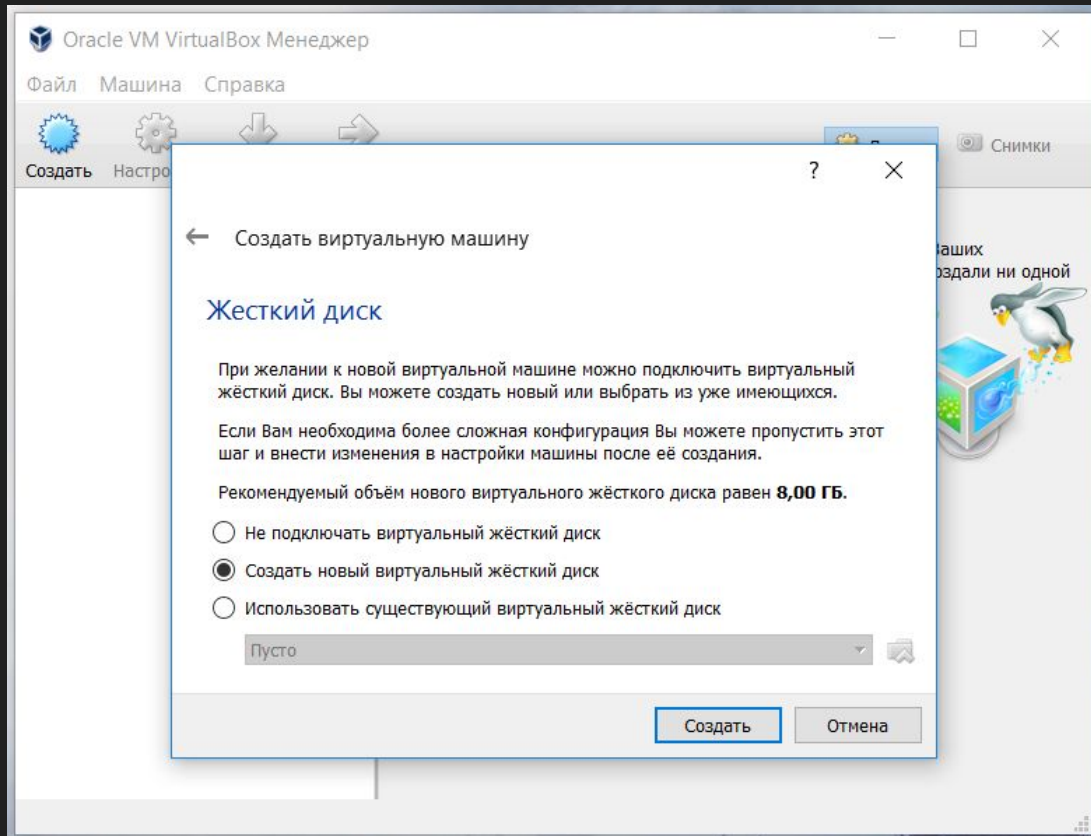 Oracle VM VirtualBox Менеджер
Файл Машина Справка
Создать
Снимки
?
Создать виртуальную машину
Жесткий диск
При желании к новой виртуальной машине можно подключить виртуальный
жёсткий диск. Вы можете создать новый или выбрать из уже имеющихся.
Если Вам необходима более сложная конфигурация Вы можете пропустить этот
шаг и внести изменения в настройки машины после её создания.
Рекомендуемый объём нового виртуального жёсткого диска равен 8,00 ГБ.
Не подключать виртуальный жёсткий диск
Создать новый виртуальный жёсткий диск
Использовать существующий виртуальный жёсткий диск
Пусто
Создать Отмена
ни одной